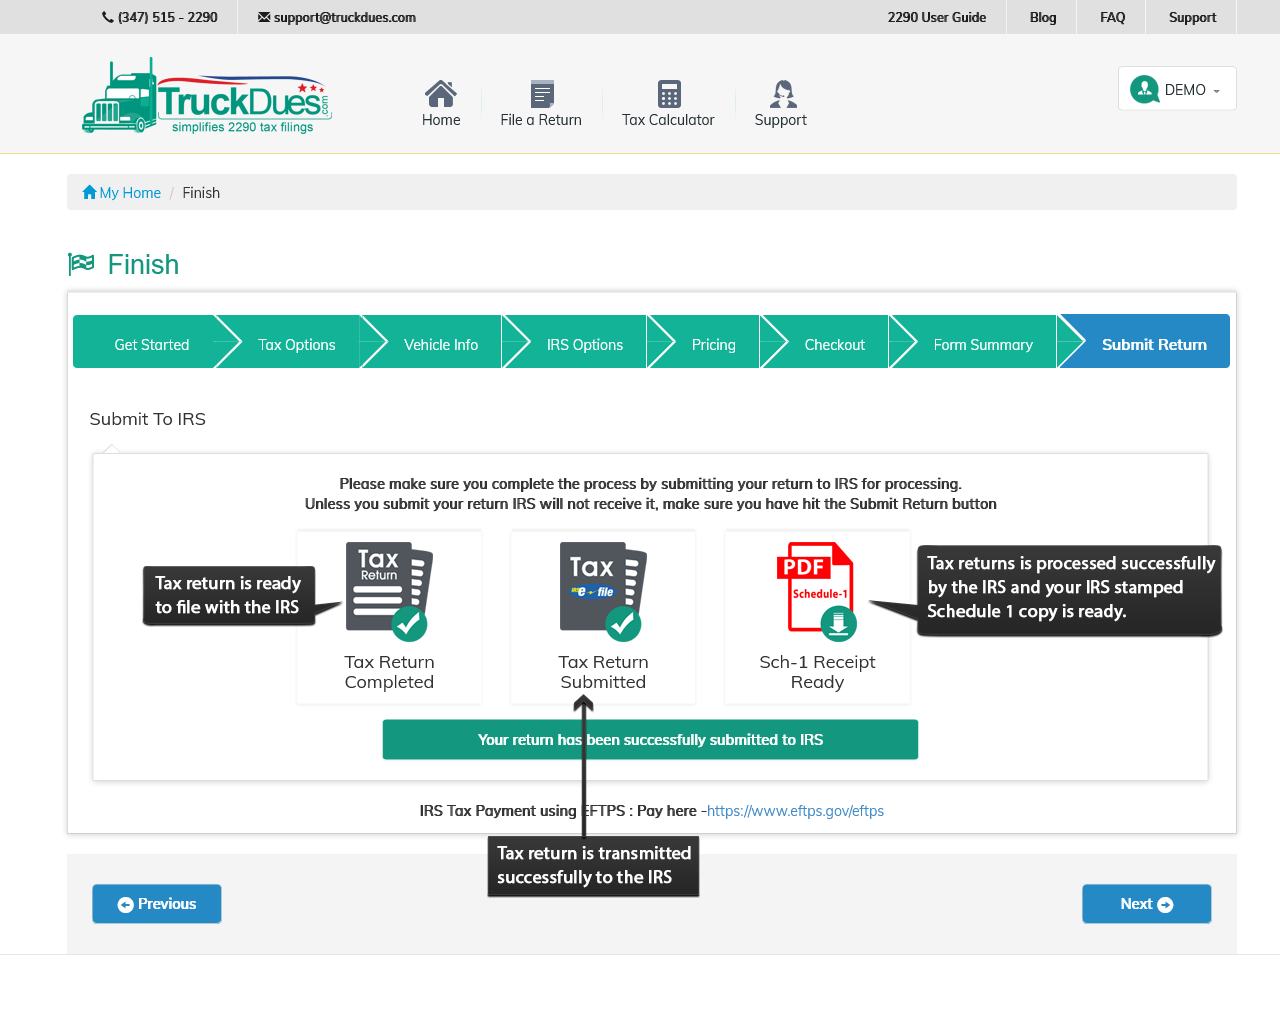 (347) 515 - 2290
support@truckdues.com
2290 User Guide
Blog
FAQ
Support
TruckDues.com
simplifies 2290 tax filings
Home
File a Return
Tax Calculator
Support
DEMO
My Home / Finish
Finish
Get Started
Tax Options
Vehicle Info
IRS Options
Pricing
Checkout
Form Summary
Submit Return
Submit To IRS
Please make sure you complete the process by submitting your return to IRS for processing.
Unless you submit your return IRS will not receive it, make sure you have hit the Submit Return button
Tax return is ready
to file with the IRS
Tax
Return
Tax Return
Completed
Tax
IRS e file
Tax Return
Submitted
PDF
Schedule-1
Sch-1 Receipt
Ready
Tax returns is processed successfully
by the IRS and your IRS stamped
Schedule 1 copy is ready.
Your return has been successfully submitted to IRS
IRS Tax Payment using EFTPS : Pay here -https://www.eftps.gov/eftps
Tax return is transmitted
successfully to the IRS
Previous
Next